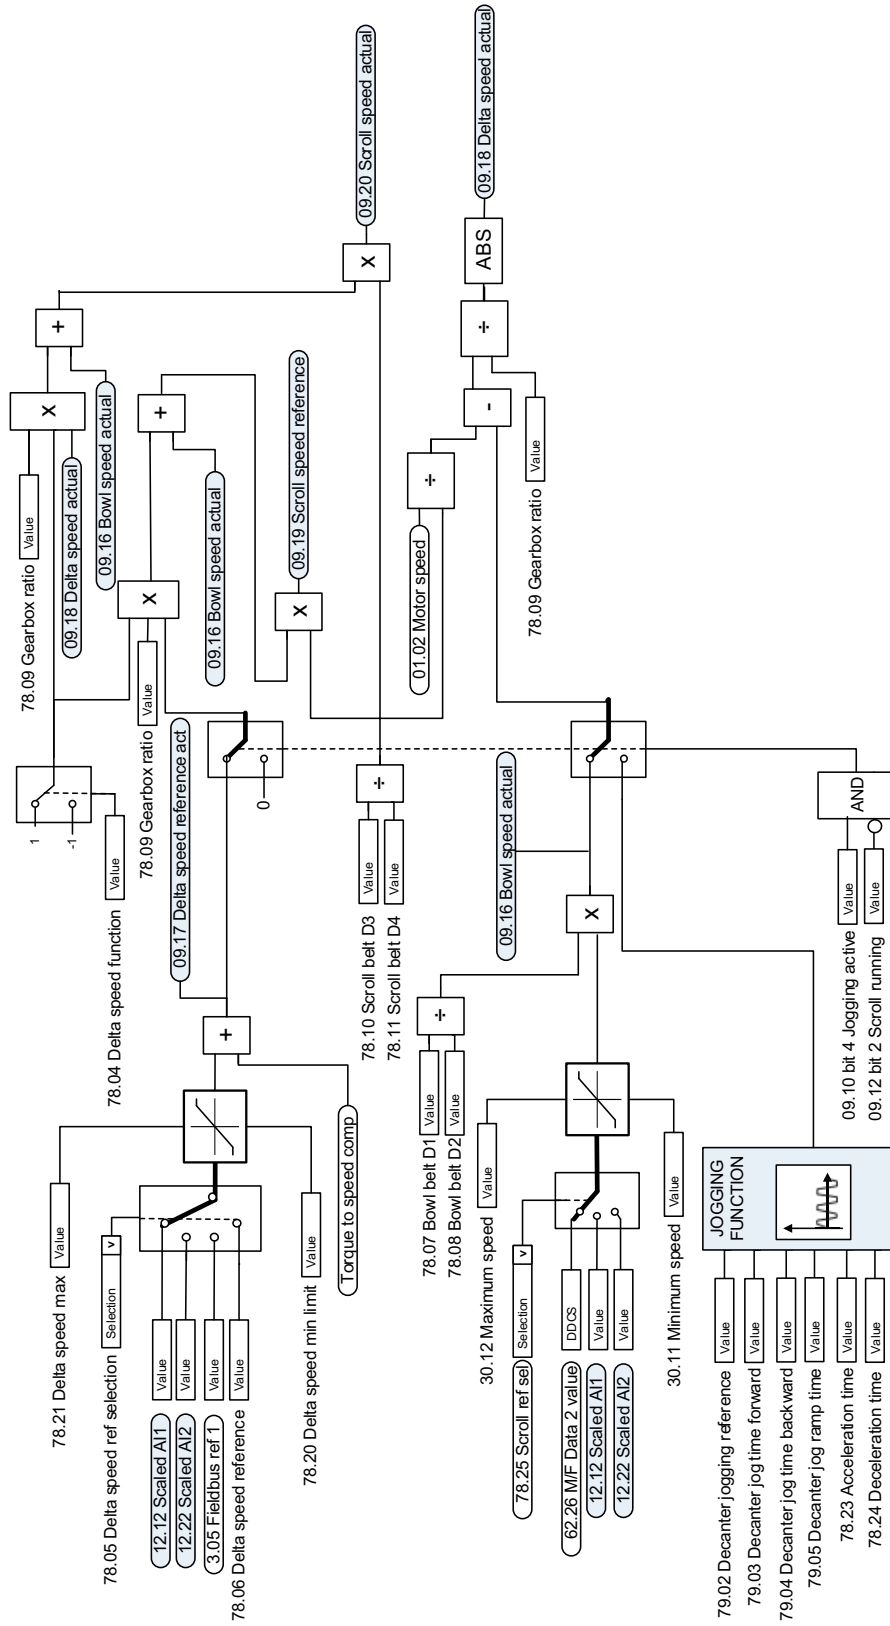 78.21 Delta speed max
Value
78.05 Delta speed ref selection
Selection
v
12.12 Scaled AI1
Value
12.22 Scaled AI2
Value
3.05 Fieldbus ref 1
Value
78.06 Delta speed reference
Value
78.20 Delta speed min limit
Value
Torque to speed comp
+
78.04 Delta speed function
Value
1
-1
09.17 Delta speed reference act
78.09 Gearbox ratio
Value
0
X
78.09 Gearbox ratio
Value
09.18 Delta speed actual
X
09.16 Bowl speed actual
+
09.16 Bowl speed actual
+
X
09.19 Scroll speed reference
X
09.20 Scroll speed actual
78.10 Scroll belt D3
Value
78.11 Scroll belt D4
Value
÷
01.02 Motor speed
÷
-
78.09 Gearbox ratio
Value
÷
ABS
09.18 Delta speed actual
78.07 Bowl belt D1
Value
78.08 Bowl belt D2
Value
÷
09.16 Bowl speed actual
X
30.12 Maximum speed
Value
78.25 Scroll ref sel
Selection
v
62.26 M/F Data 2 value
DDCS
12.12 Scaled AI1
Value
12.22 Scaled AI2
Value
30.11 Minimum speed
Value
79.02 Decanter jogging reference
Value
79.03 Decanter jog time forward
Value
79.04 Decanter jog time backward
Value
79.05 Decanter jog ramp time
Value
78.23 Acceleration time
Value
78.24 Deceleration time
Value
JOGGING
FUNCTION
09.10 bit 4 Jogging active
Value
09.12 bit 2 Scroll running
Value
AND